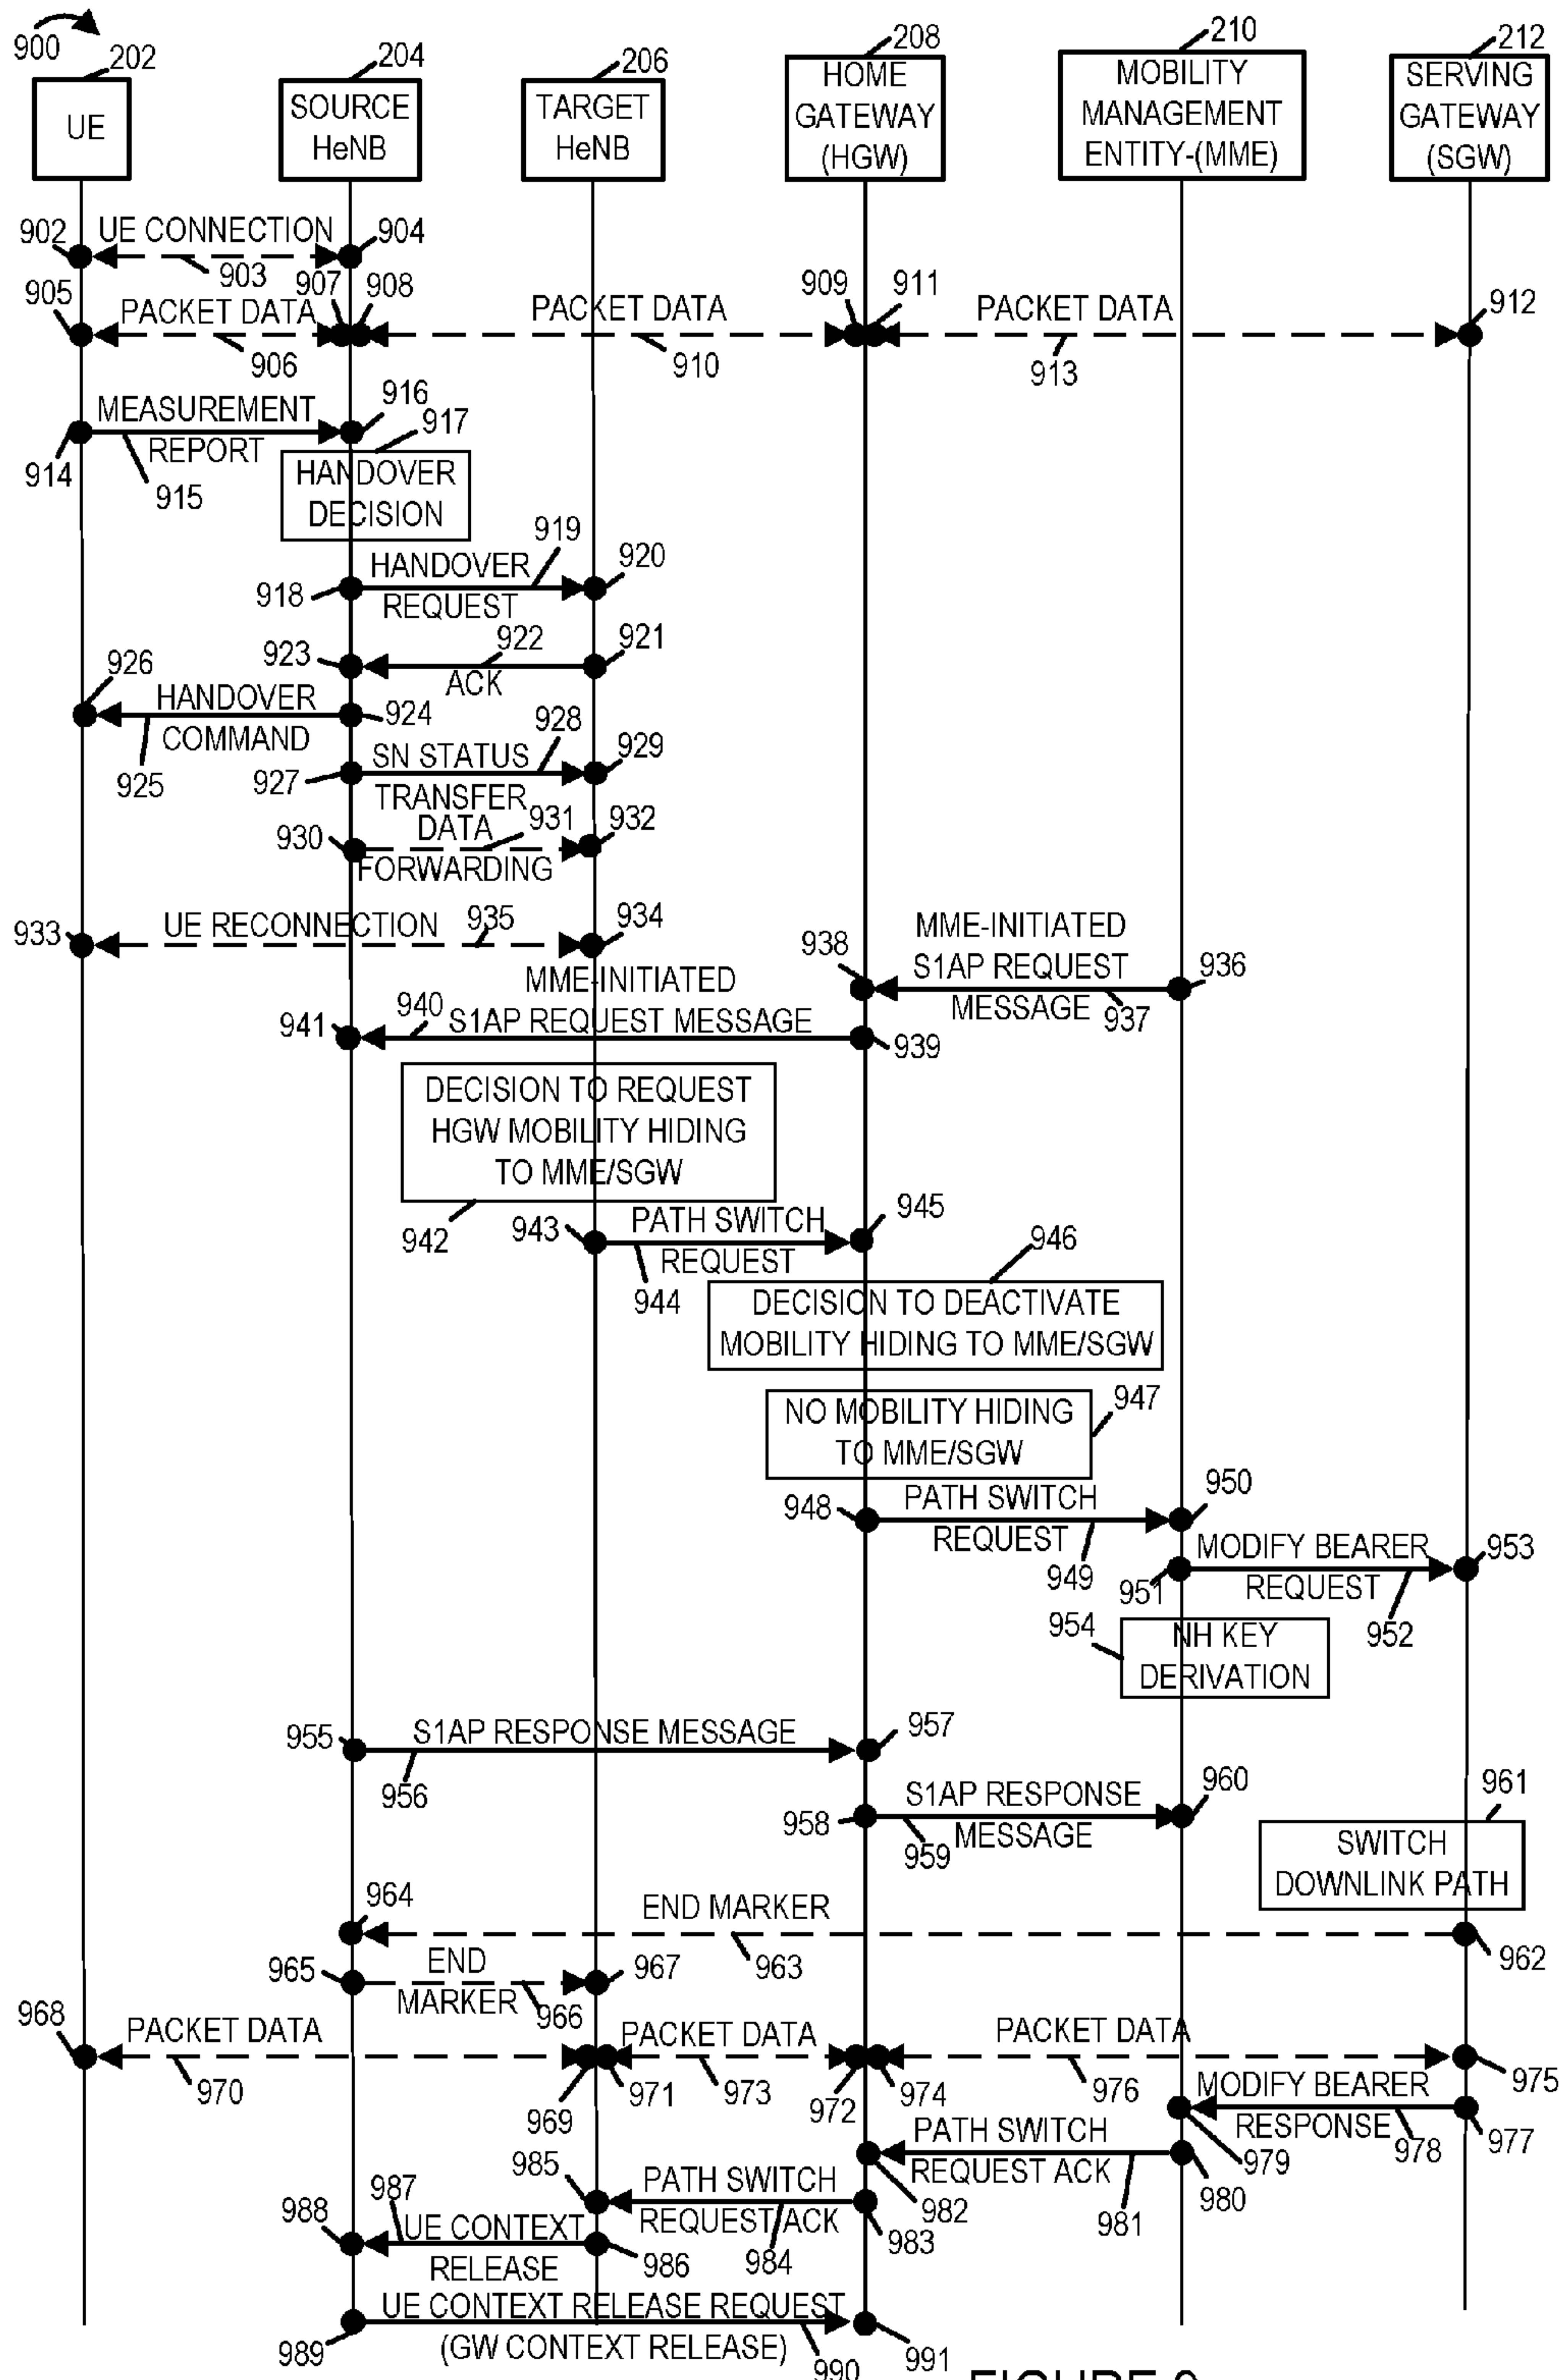 900
202
204
206
208
210
212
UE
SOURCE
HeNB
TARGET
HeNB
HOME
GATEWAY
(HGW)
MOBILITY
MANAGEMENT
ENTITY-(MME)
SERVING
GATEWAY
(SGW)
902
UE CONNECTION
904
903
905
PACKET DATA
907
908
PACKET DATA
909
911
PACKET DATA
912
906
910
913
MEASUREMENT
REPORT
916
917
914
915
HANDOVER
DECISION
919
918
HANDOVER
REQUEST
920
923
922
921
ACK
926
HANDOVER
COMMAND
924
925
928
927
SN STATUS
TRANSFER
929
930
DATA
FORWARDING
931
932
933
UE RECONNECTION
935
934
938
MME-INITIATED
S1AP REQUEST
MESSAGE
936
937
MME-INITIATED
S1AP REQUEST MESSAGE
941
940
939
DECISION TO REQUEST
HGW MOBILITY HIDING
TO MME/SGW
942
943
PATH SWITCH
REQUEST
945
944
946
DECISION TO DEACTIVATE
MOBILITY HIDING TO MME/SGW
947
NO MOBILITY HIDING
TO MME/SGW
948
PATH SWITCH
REQUEST
950
949
951
MODIFY BEARER
REQUEST
953
952
954
NH KEY
DERIVATION
955
S1AP RESPONSE MESSAGE
957
956
958
S1AP RESPONSE
MESSAGE
960
959
961
SWITCH
DOWNLINK PATH
964
END MARKER
963
962
965
END
MARKER
967
966
968
PACKET DATA
PACKET DATA
PACKET DATA
970
969
971
973
972
974
976
975
MODIFY BEARER
RESPONSE
978
977
979
PATH SWITCH
REQUEST ACK
982
981
980
985
PATH SWITCH
REQUEST ACK
984
983
988
987
UE CONTEXT
RELEASE
986
UE CONTEXT RELEASE REQUEST
(GW CONTEXT RELEASE)
989
990
991
FIGURE 9